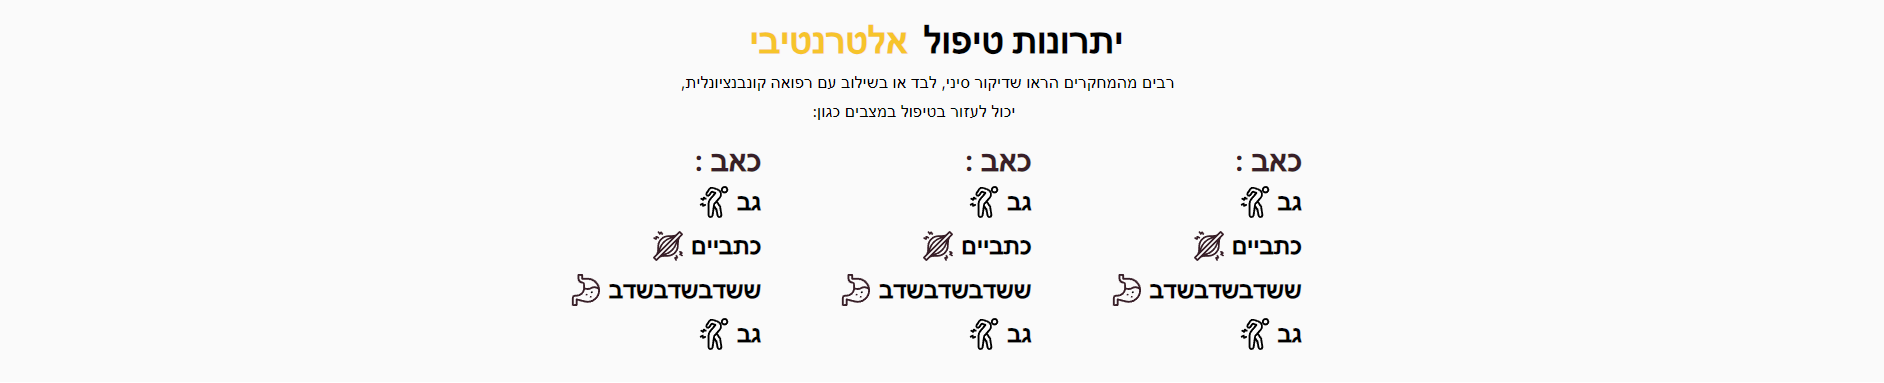 יתרונות טיפול אלטרנטיבי
רבים מהמחקרים הראו שדיקור סיני, לבד או בשילוב עם רפואה קונבנציונלית,
יכול לעזור בטיפול במצבים כגון:
כאב :
גב
כתביים
ששדבשדבשדב
גב
כאב :
גב
כתביים
ששדבשדבשדב
גב
כאב :
גב
כתביים
ששדבשדבשדב
גב